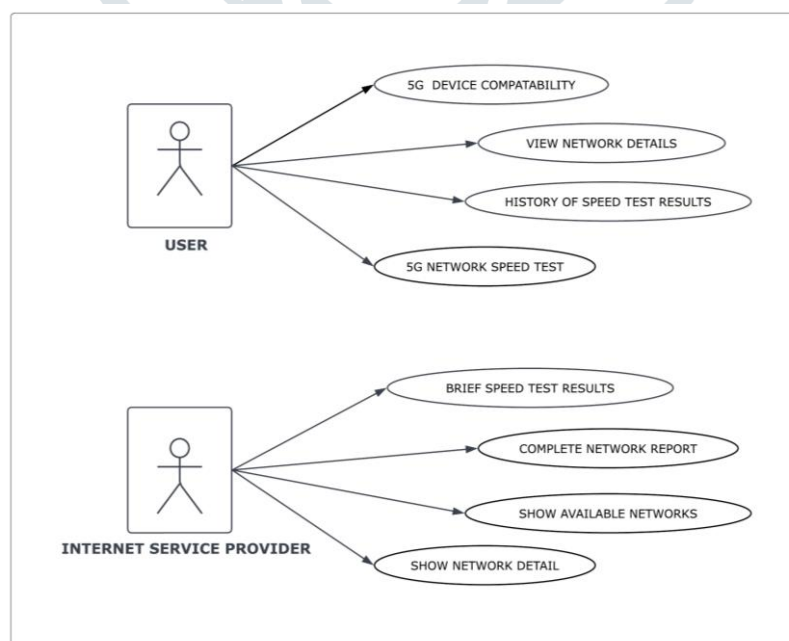 5G DEVICE COMPATABILITY
VIEW NETWORK DETAILS
HISTORY OF SPEED TEST RESULTS
USER
5G NETWORK SPEED TEST
BRIEF SPEED TEST RESULTS
COMPLETE NETWORK REPORT
SHOW AVAILABLE NETWORKS
INTERNET SERVICE PROVIDER
SHOW NETWORK DETAIL